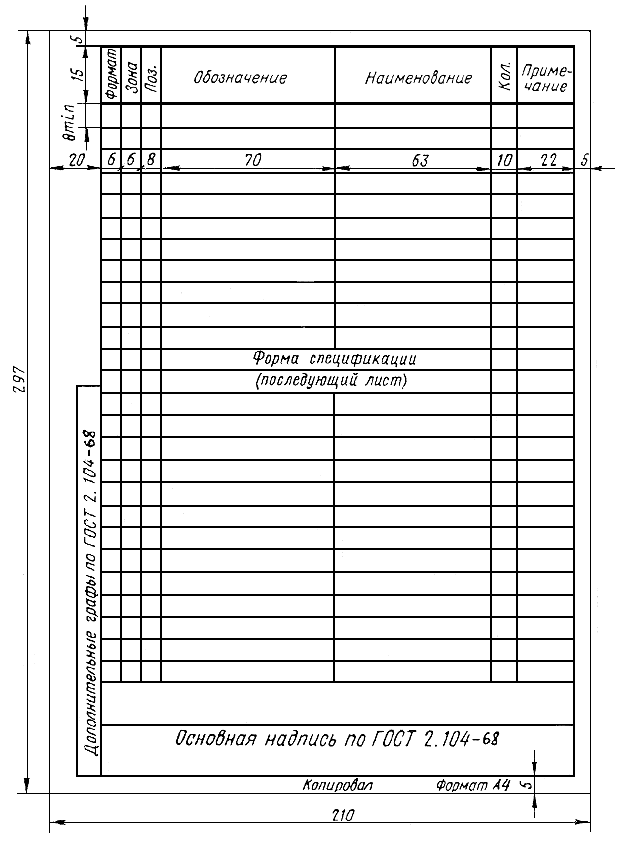 5
15
Формат
Зона
Поз.
Обозначение
Наименование
Кол.
Приме-
чание
8min
20 6 6 8 70 63 10 22 5
297
Форма спецификации
(последующий лист)
Дополнительные графы по ГОСТ 2.104-68
Основная надпись по ГОСТ 2.104-68
Копировал Формат А4 5
210